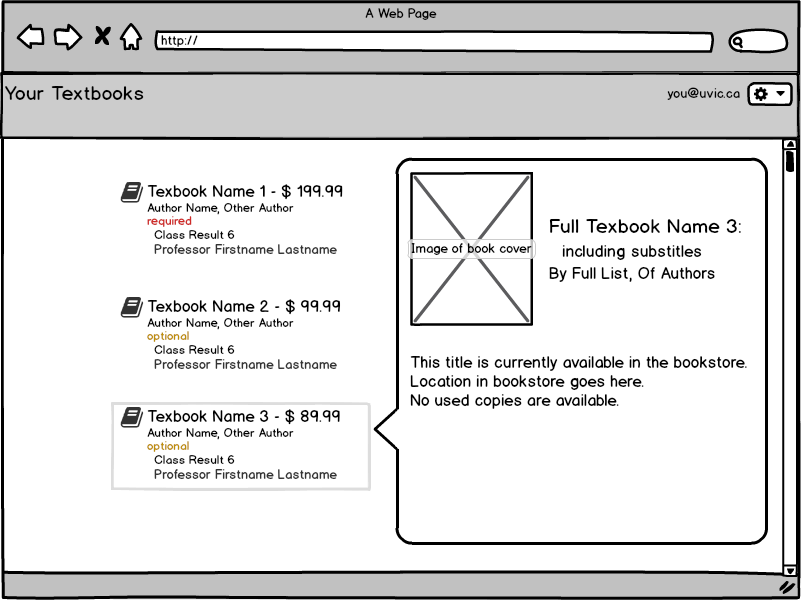 A Web Page
http://
Your Textbooks
you@uvic.ca
Texbook Name 1 - $ 199.99
Author Name, Other Author
required
Class Result 6
Professor Firstname Lastname
Texbook Name 2 - $ 99.99
Author Name, Other Author
optional
Class Result 6
Professor Firstname Lastname
Texbook Name 3 - $ 89.99
Author Name, Other Author
optional
Class Result 6
Professor Firstname Lastname
Image of book cover
Full Texbook Name 3:
including substitles
By Full List, Of Authors
This title is currently available in the bookstore.
Location in bookstore goes here.
No used copies are available.